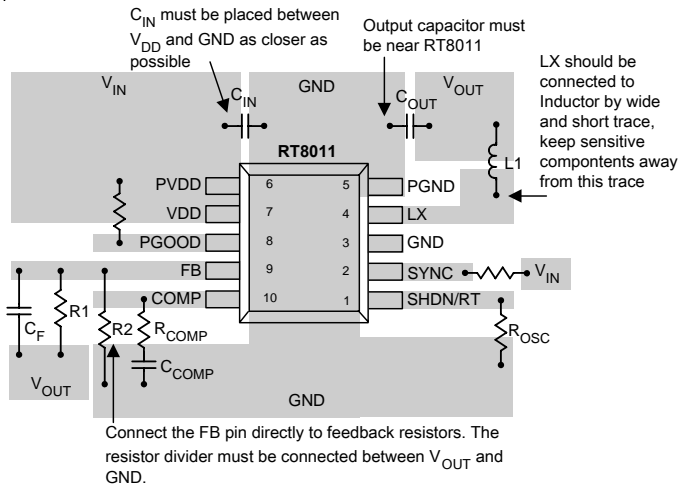 C_IN must be placed between
V_DD and GND as closer as
possible
Output capacitor must
be near RT8011
LX should be
connected to
Inductor by wide
and short trace,
keep sensitive
compontents away
from this trace
V_IN
C_IN
GND
C_OUT
V_OUT
RT8011
L1
PVDD 6 5 PGND
VDD 7 4 LX
PGOOD 8 3 GND
FB 9 2 SYNC V_IN
COMP 10 1 SHDN/RT
C_F R1 R2 R_COMP R_OSC
C_COMP
V_OUT
GND
Connect the FB pin directly to feedback resistors. The
resistor divider must be connected between V_OUT and
GND.